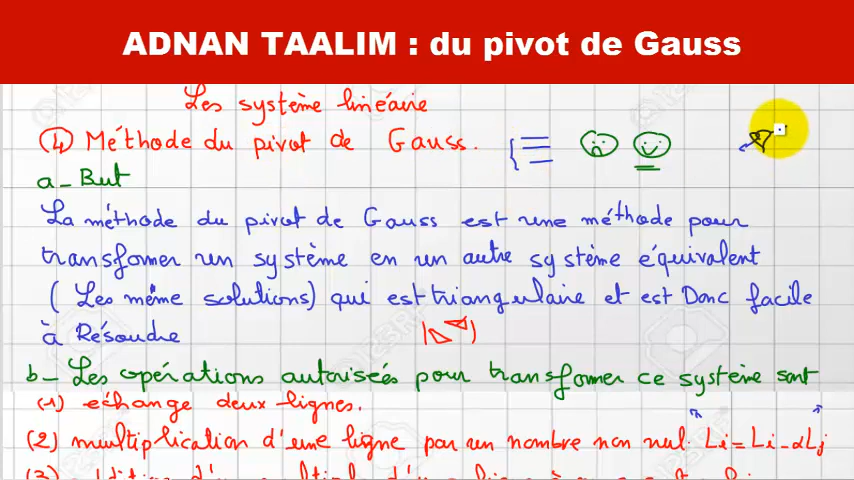 ADNAN TAALIM : du pivot de Gauss
Les système linéaire
4 Méthode du pivot de Gauss.
a - But
La méthode du pivot de Gauss est une méthode pour
transformer un système en un autre système équivalent
( Les même solutions) qui est triangulaire et est Donc facile
à Résoudre
b - Les opérations autorisées pour transformer ce système sont
(1) échange deux lignes.
(2) multiplication d'une ligne par un nombre non nul. Li = Li - αLj
(3)